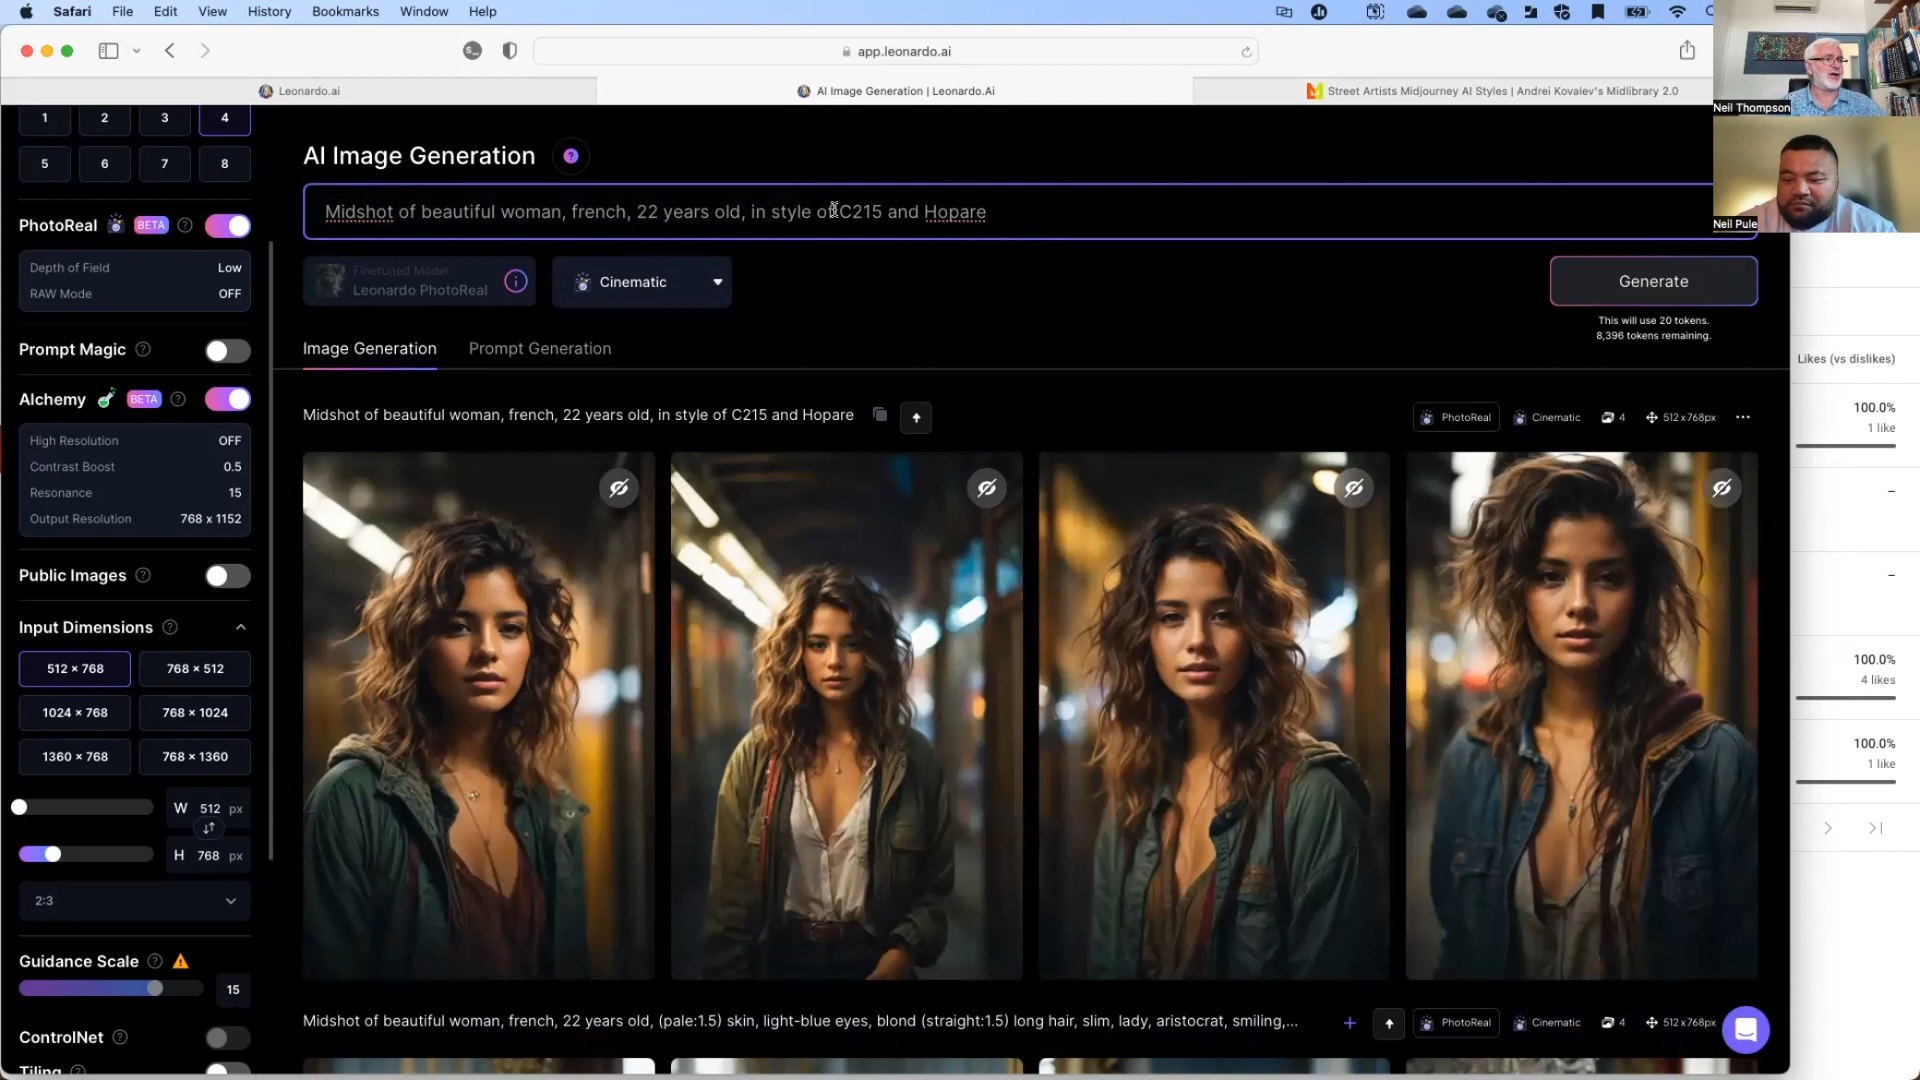 Safari File Edit View History Bookmarks Window Help
app.leonardo.ai
Leonardo.ai
AI Image Generation | Leonardo.Ai
Street Artists Midjourney AI Styles | Andrei Kovalev's Midlibrary 2.0
Neil Thompson
Neil Pule
1 2 3 4
5 6 7 8
PhotoReal BETA
Depth of Field Low
RAW Mode OFF
Prompt Magic
Alchemy BETA
High Resolution OFF
Contrast Boost 0.5
Resonance 15
Output Resolution 768 x 1152
Public Images
Input Dimensions
512 × 768 768 × 512
1024 × 768 768 × 1024
1360 × 768 768 × 1360
W 512 px
H 768 px
2:3
Guidance Scale
15
ControlNet
Tiling
AI Image Generation
Midshot of beautiful woman, french, 22 years old, in style of C215 and Hopare
Finetuned Model
Leonardo PhotoReal
Cinematic
Generate
This will use 20 tokens.
8,396 tokens remaining.
Image Generation Prompt Generation
Midshot of beautiful woman, french, 22 years old, in style of C215 and Hopare
PhotoReal Cinematic 4 512x768px
Midshot of beautiful woman, french, 22 years old, (pale:1.5) skin, light-blue eyes, blond (straight:1.5) long hair, slim, lady, aristocrat, smiling,...
PhotoReal Cinematic 4 512x768px
Likes (vs dislikes)
100.0%
1 like
–
–
100.0%
4 likes
100.0%
1 like